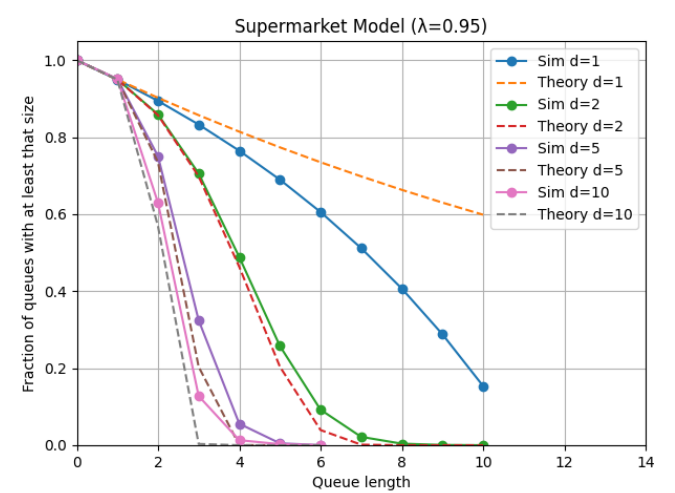 Supermarket Model (λ=0.95)
Fraction of queues with at least that size
1.0
0.8
0.6
0.4
0.2
0.0
Sim d=1
Theory d=1
Sim d=2
Theory d=2
Sim d=5
Theory d=5
Sim d=10
Theory d=10
0 2 4 6 8 10 12 14
Queue length